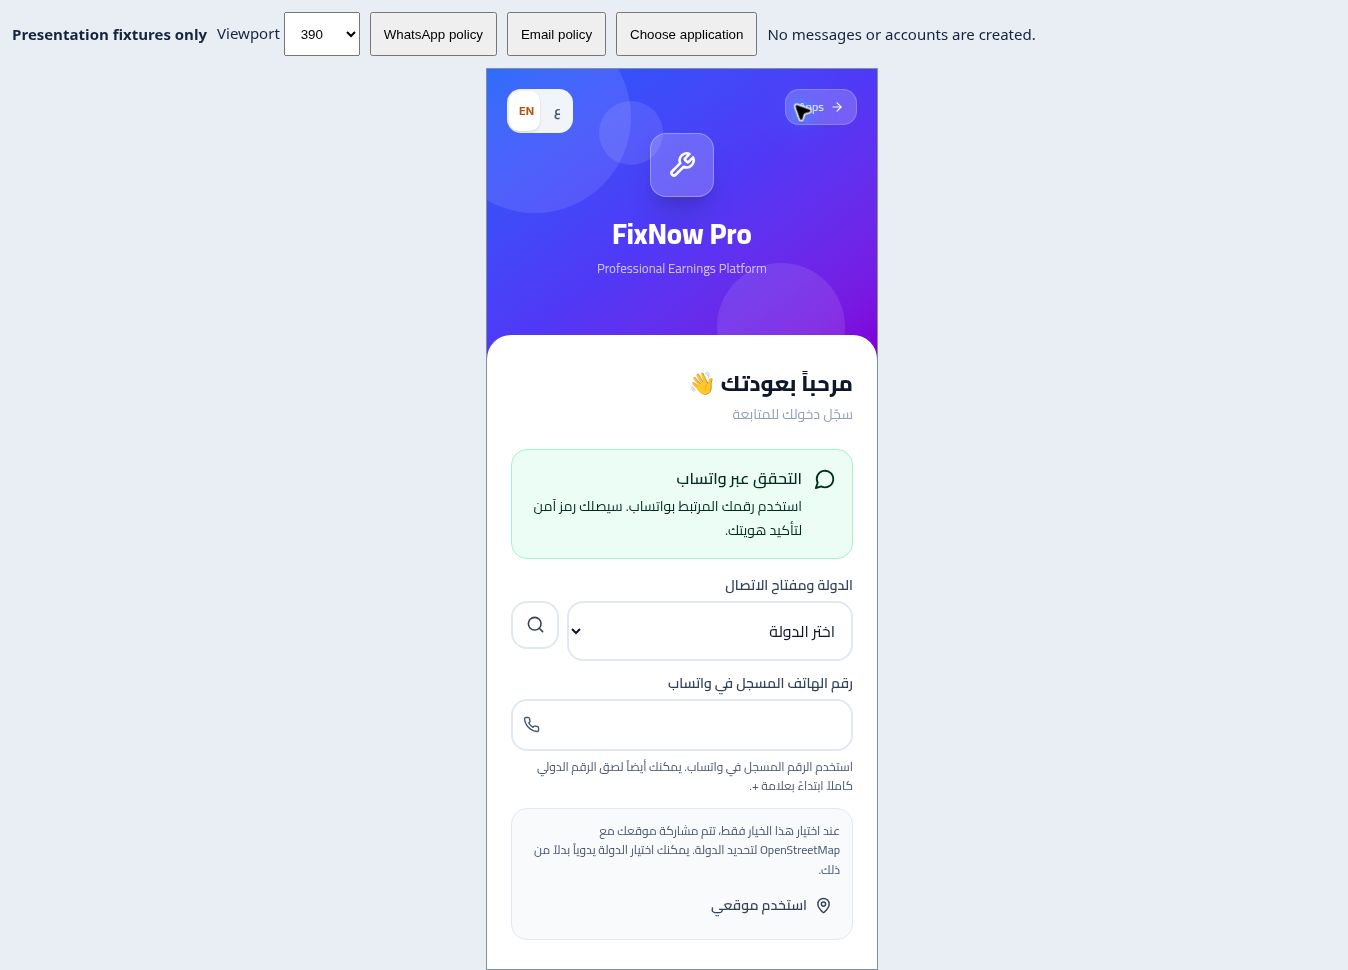 Presentation fixtures only Viewport 390 WhatsApp policy Email policy Choose application No messages or accounts are created.
EN ع
FixNow Pro
Professional Earnings Platform
مرحباً بعودتك 👋
سجّل دخولك للمتابعة
التحقق عبر واتساب
استخدم رقمك المرتبط بواتساب. سيصلك رمز آمن
لتأكيد هويتك.
الدولة ومفتاح الاتصال
اختر الدولة
رقم الهاتف المسجل في واتساب
استخدم الرقم المسجل في واتساب. يمكنك أيضاً لصق الرقم الدولي
كاملاً ابتداءً بعلامة +.
عند اختيار هذا الخيار فقط، تتم مشاركة موقعك مع
OpenStreetMap لتحديد الدولة. يمكنك اختيار الدولة يدوياً بدلاً من
ذلك.
استخدم موقعي